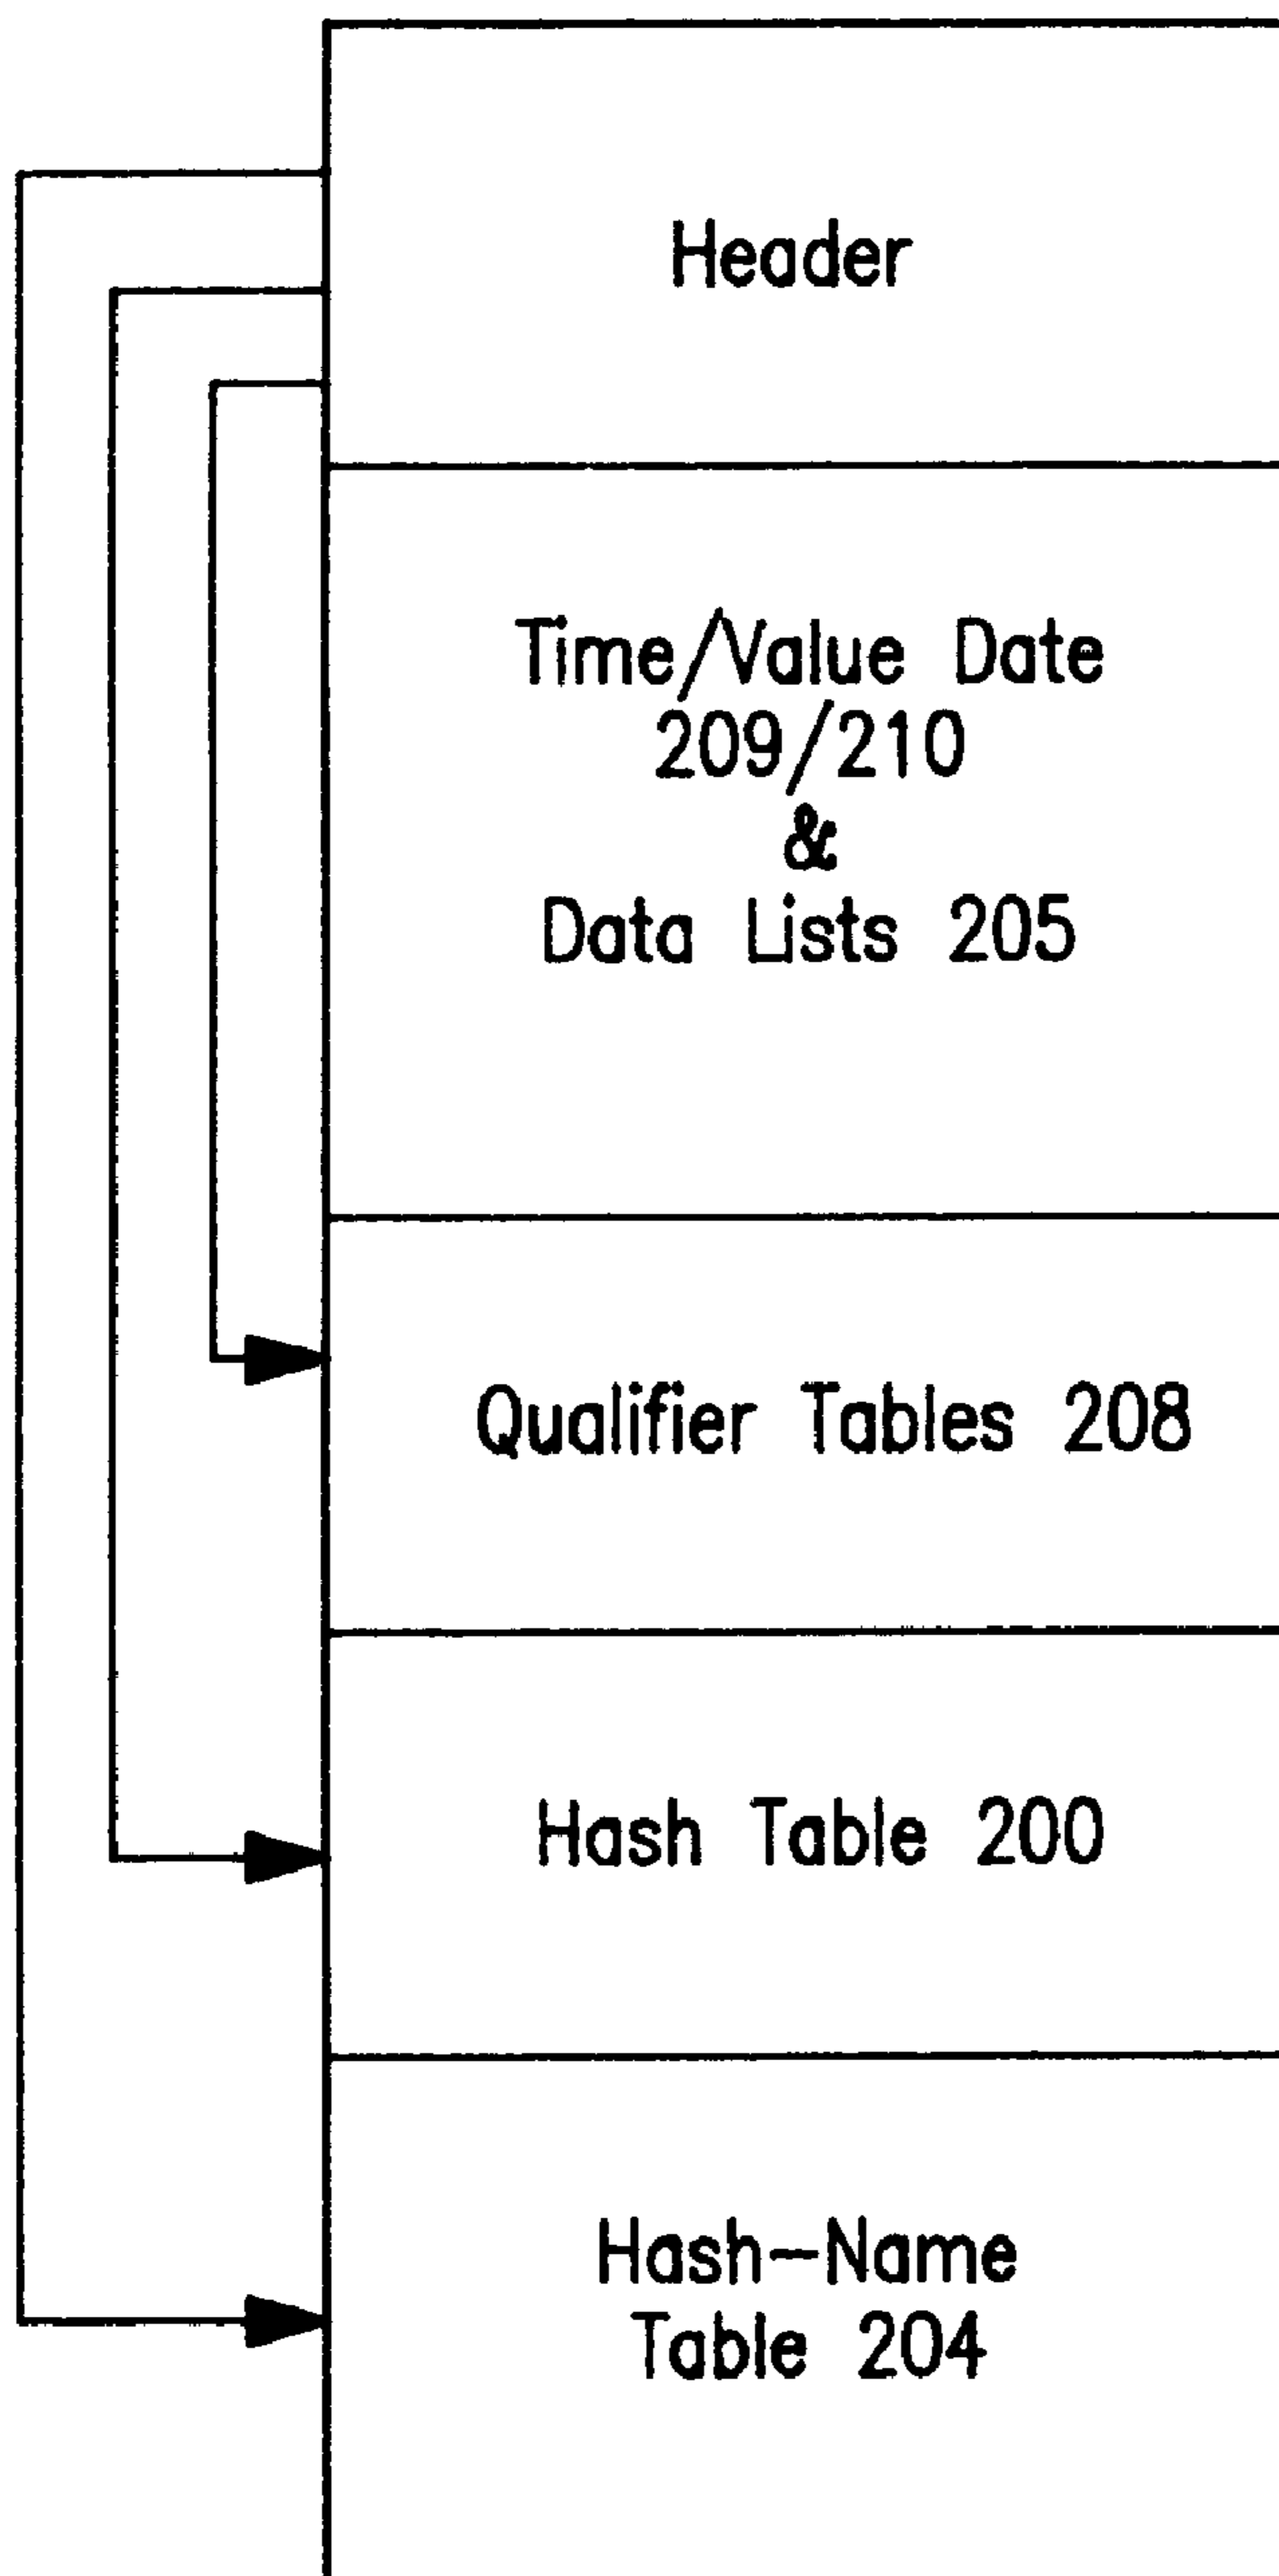 Header
Time/Value Date
209/210
&
Data Lists 205
Qualifier Tables 208
Hash Table 200
Hash-Name
Table 204